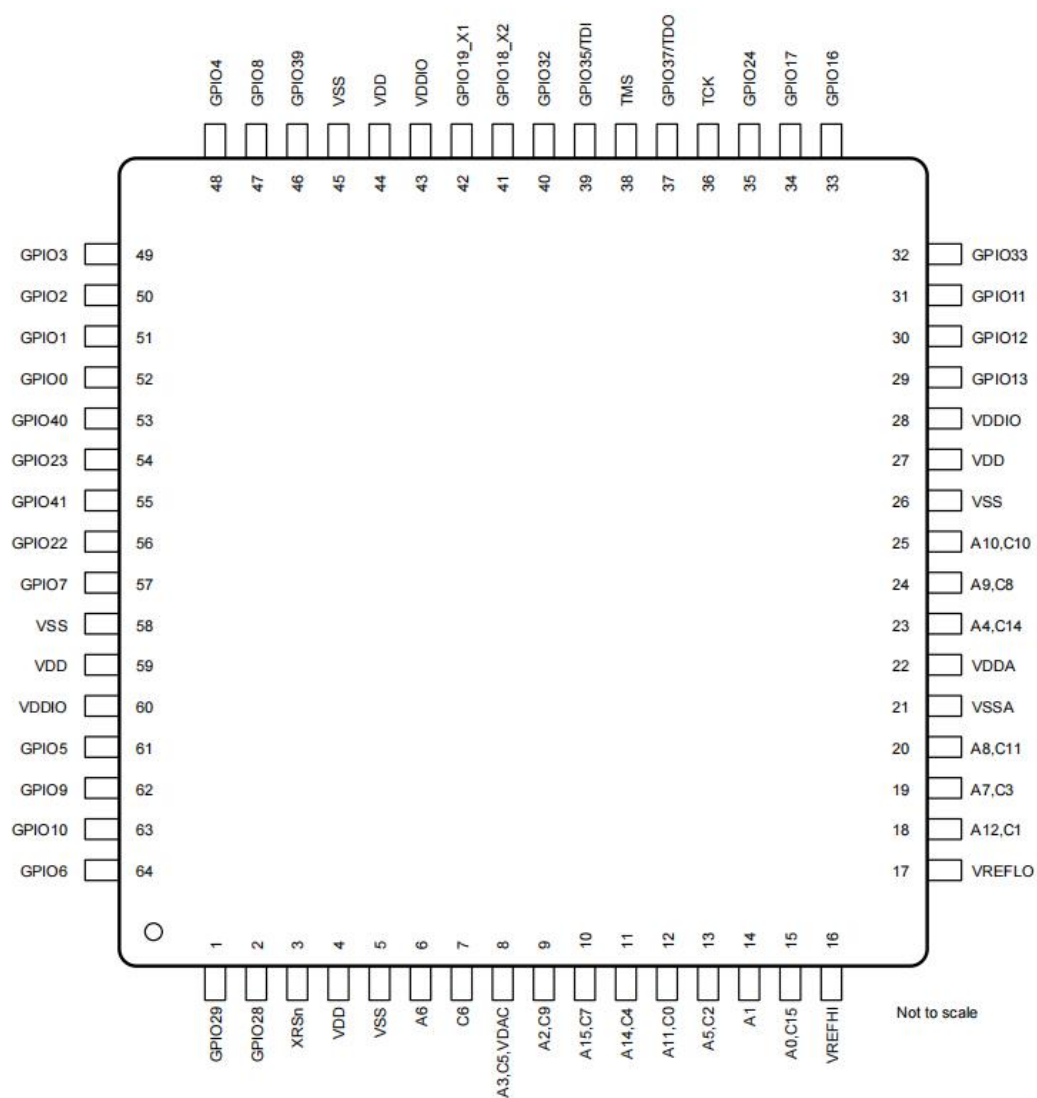 GPIO4
GPIO8
GPIO39
VSS
VDD
VDDIO
GPIO19_X1
GPIO18_X2
GPIO32
GPIO35/TDI
TMS
GPIO37/TDO
TCK
GPIO24
GPIO17
GPIO16
48
47
46
45
44
43
42
41
40
39
38
37
36
35
34
33
GPIO3 49
GPIO2 50
GPIO1 51
GPIO0 52
GPIO40 53
GPIO23 54
GPIO41 55
GPIO22 56
GPIO7 57
VSS 58
VDD 59
VDDIO 60
GPIO5 61
GPIO9 62
GPIO10 63
GPIO6 64
32 GPIO33
31 GPIO11
30 GPIO12
29 GPIO13
28 VDDIO
27 VDD
26 VSS
25 A10,C10
24 A9,C8
23 A4,C14
22 VDDA
21 VSSA
20 A8,C11
19 A7,C3
18 A12,C1
17 VREFLO
1
2
3
4
5
6
7
8
9
10
11
12
13
14
15
16
GPIO29
GPIO28
XRSn
VDD
VSS
A6
C6
A3,C5,VDAC
A2,C9
A15,C7
A14,C4
A11,C0
A5,C2
A1
A0,C15
VREFHI
Not to scale